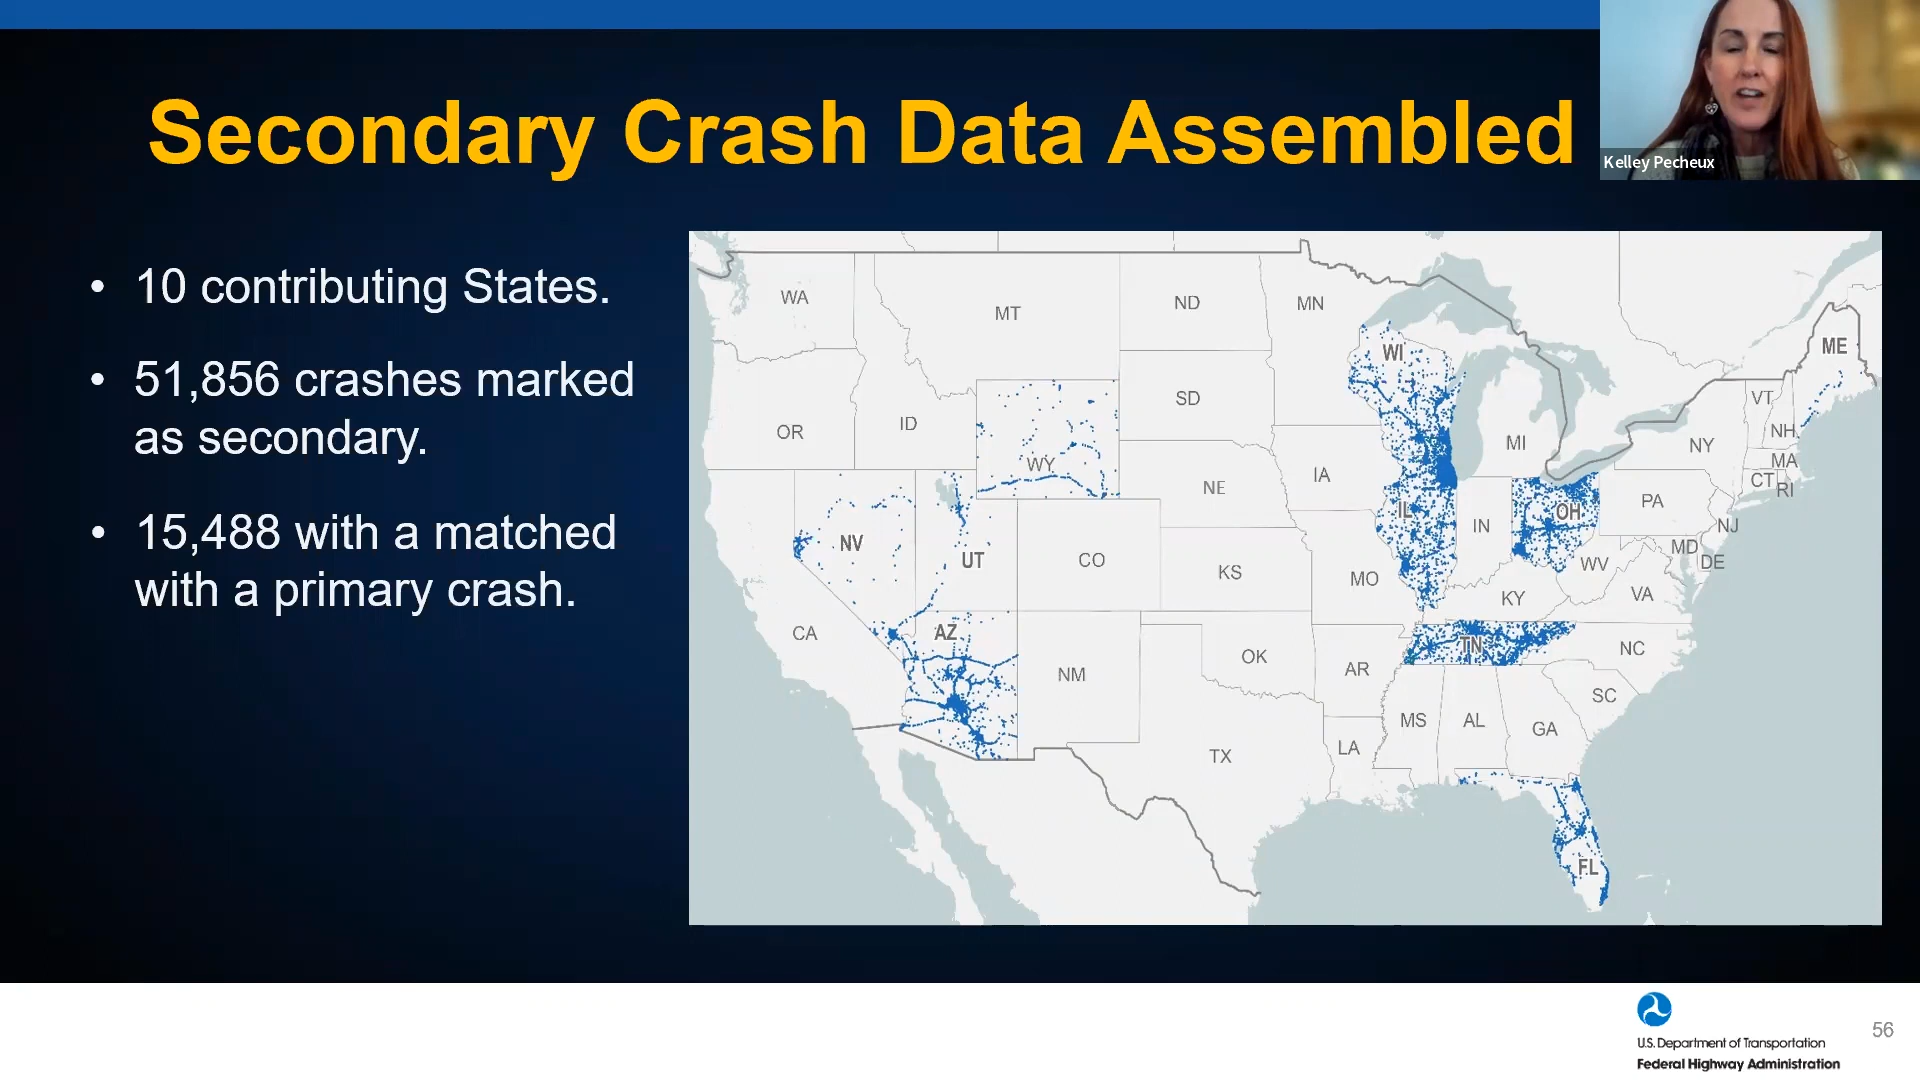 Secondary Crash Data Assembled
Kelley Pecheux
• 10 contributing States.
• 51,856 crashes marked
as secondary.
• 15,488 with a matched
with a primary crash.
WA
MT
ND
MN
WI
ME
OR
ID
WY
SD
MI
VT
NH
NY
MA
CT
RI
IA
NE
IL
IN
OH
PA
NJ
NV
UT
CO
KS
MO
WV
MD
DE
KY
VA
CA
AZ
NM
OK
AR
TN
NC
SC
MS
AL
GA
TX
LA
FL
U.S. Department of Transportation
Federal Highway Administration
56